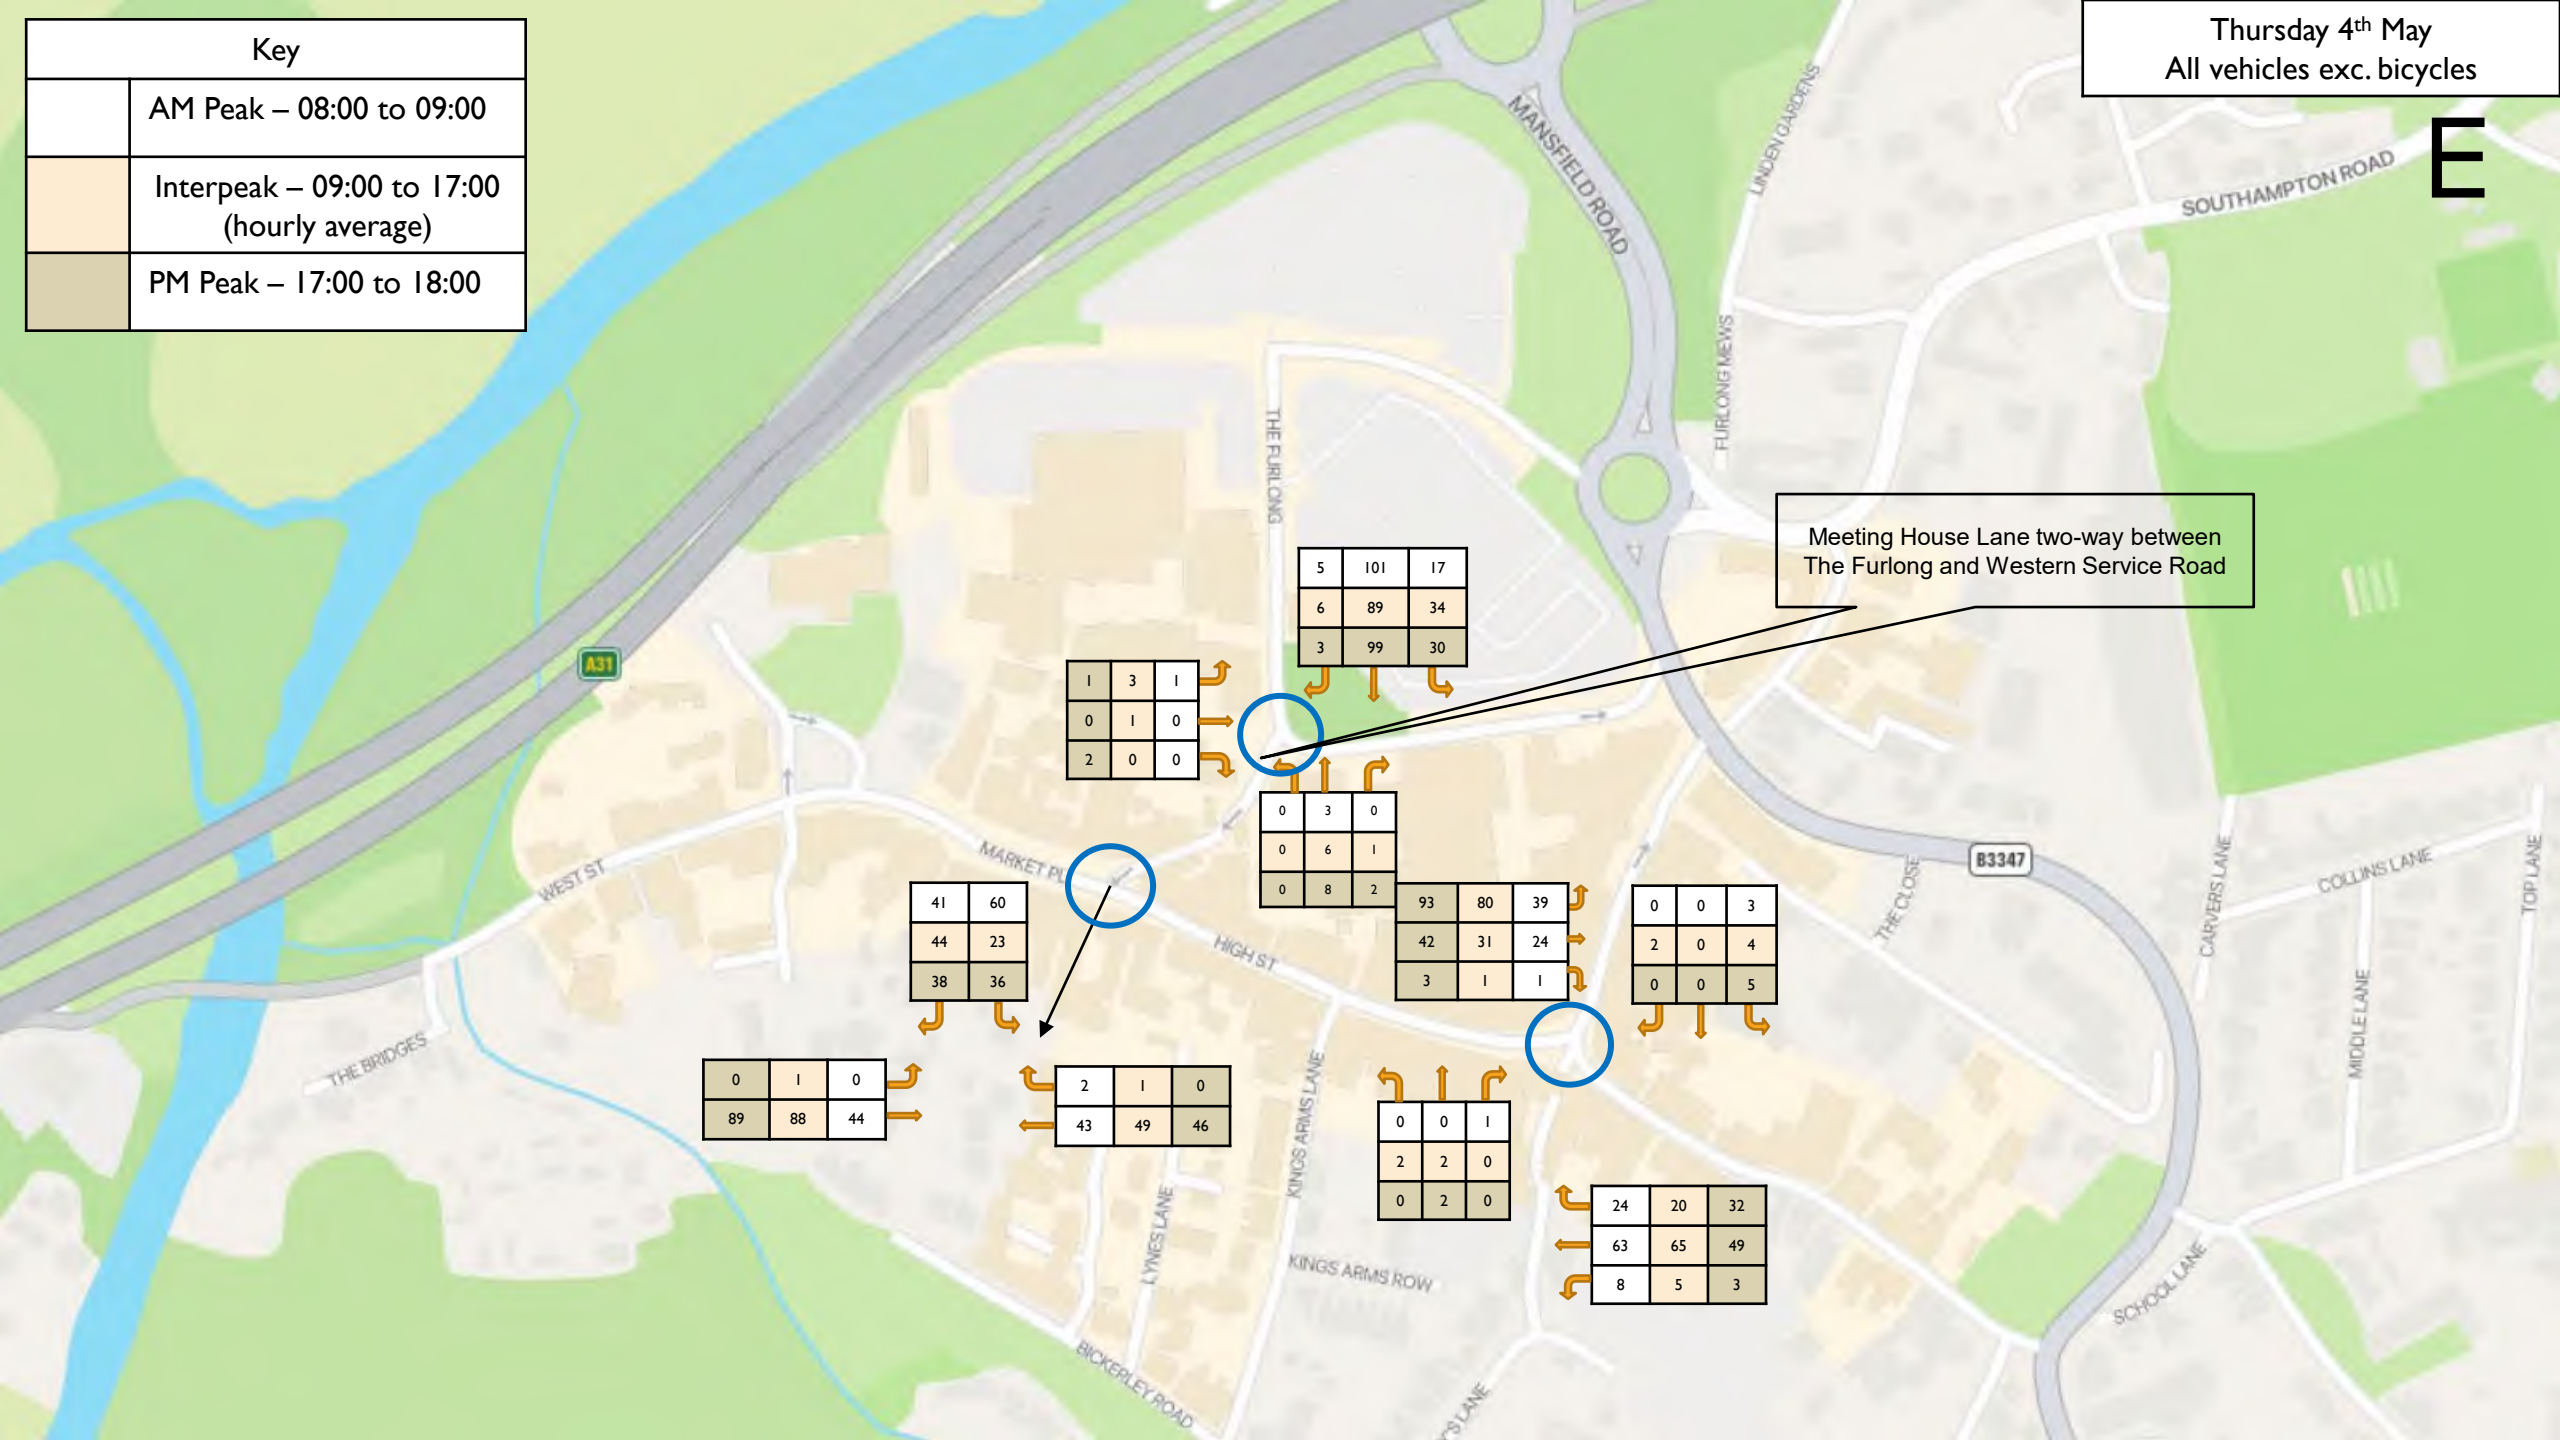 Key
AM Peak – 08:00 to 09:00
Interpeak – 09:00 to 17:00
(hourly average)
PM Peak – 17:00 to 18:00
Thursday 4th May
All vehicles exc. bicycles
E
MANSFIELD ROAD
LINDEN GARDENS
SOUTHAMPTON ROAD
FURLONG MEWS
THE FURLONG
Meeting House Lane two-way between
The Furlong and Western Service Road
5 101 17
6 89 34
3 99 30
A31
1 3 1
0 1 0
2 0 0
0 3 0
0 6 1
0 8 2
MARKET PL
WEST ST
HIGH ST
B3347
THE CLOSE
CARVERS LANE
COLLINS LANE
TOP LANE
MIDDLE LANE
41 60
44 23
38 36
93 80 39
42 31 24
3 1 1
0 0 3
2 0 4
0 0 5
THE BRIDGES
0 1 0
89 88 44
2 1 0
43 49 46
KINGS ARMS LANE
0 0 1
2 2 0
0 2 0
24 20 32
63 65 49
8 5 3
LYNES LANE
KINGS ARMS ROW
SCHOOL LANE
BICKERLEY ROAD
'S LANE